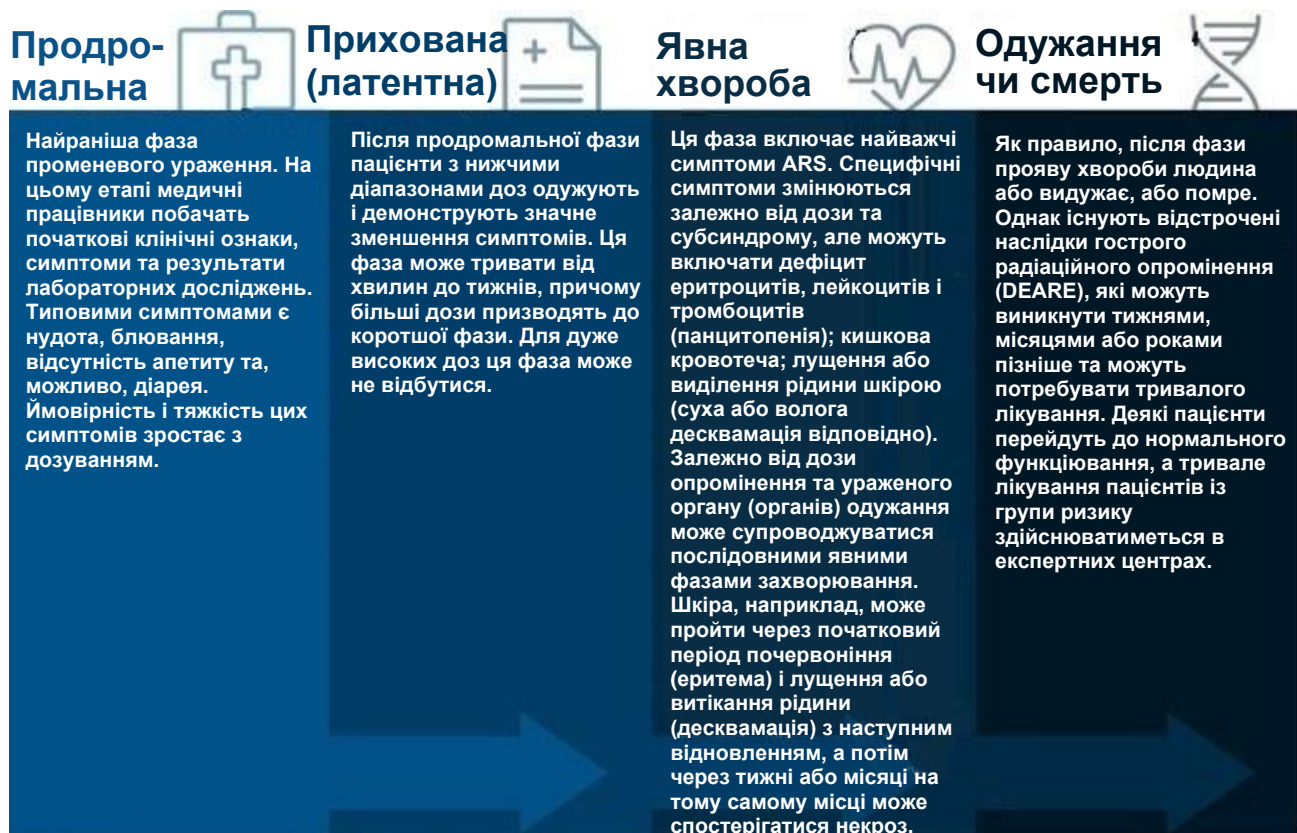 Продро-
мальна
Прихована
(латентна)
Явна
хвороба
Одужання
чи смерть
Найраніша фаза
променевого ураження. На
цьому етапі медичні
працівники побачать
початкові клінічні ознаки,
симптоми та результати
лабораторних досліджень.
Типовими симптомами є
нудота, блювання,
відсутність апетиту та,
можливо, діарея.
Ймовірність і тяжкість цих
симптомів зростає з
дозуванням.
Після продромальної фази
пацієнти з нижчими
діапазонами доз одужують
і демонструють значне
зменшення симптомів. Ця
фаза може тривати від
хвилин до тижнів, причому
більші дози призводять до
коротшої фази. Для дуже
високих доз ця фаза може
не відбутися.
Ця фаза включає найважчі
симптоми ARS. Специфічні
симптоми змінюються
залежно від дози та
субсиндрому, але можуть
включати дефіцит
еритроцитів, лейкоцитів і
тромбоцитів
(панцитопенія); кишкова
кровотеча; лущення або
виділення рідини шкірою
(суха або волога
десквамація відповідно).
Залежно від дози
опромінення та ураженого
органу (органів) одужання
може супроводжуватися
послідовними явними
фазами захворювання.
Шкіра, наприклад, може
пройти через початковий
період почервоніння
(еритема) і лущення або
витікання рідини
(десквамація) з наступним
відновленням, а потім
через тижні або місяці на
тому самому місці може
спостерігатися некроз.
Як правило, після фази
прояву хвороби людина
або видужає, або помре.
Однак існують відстрочені
наслідки гострого
радіаційного опромінення
(DEARE), які можуть
виникнути тижнями,
місяцями або роками
пізніше та можуть
потребувати тривалого
лікування. Деякі пацієнти
перейдуть до нормального
функціювання, а тривале
лікування пацієнтів із
групи ризику
здійснюватиметься в
експертних центрах.